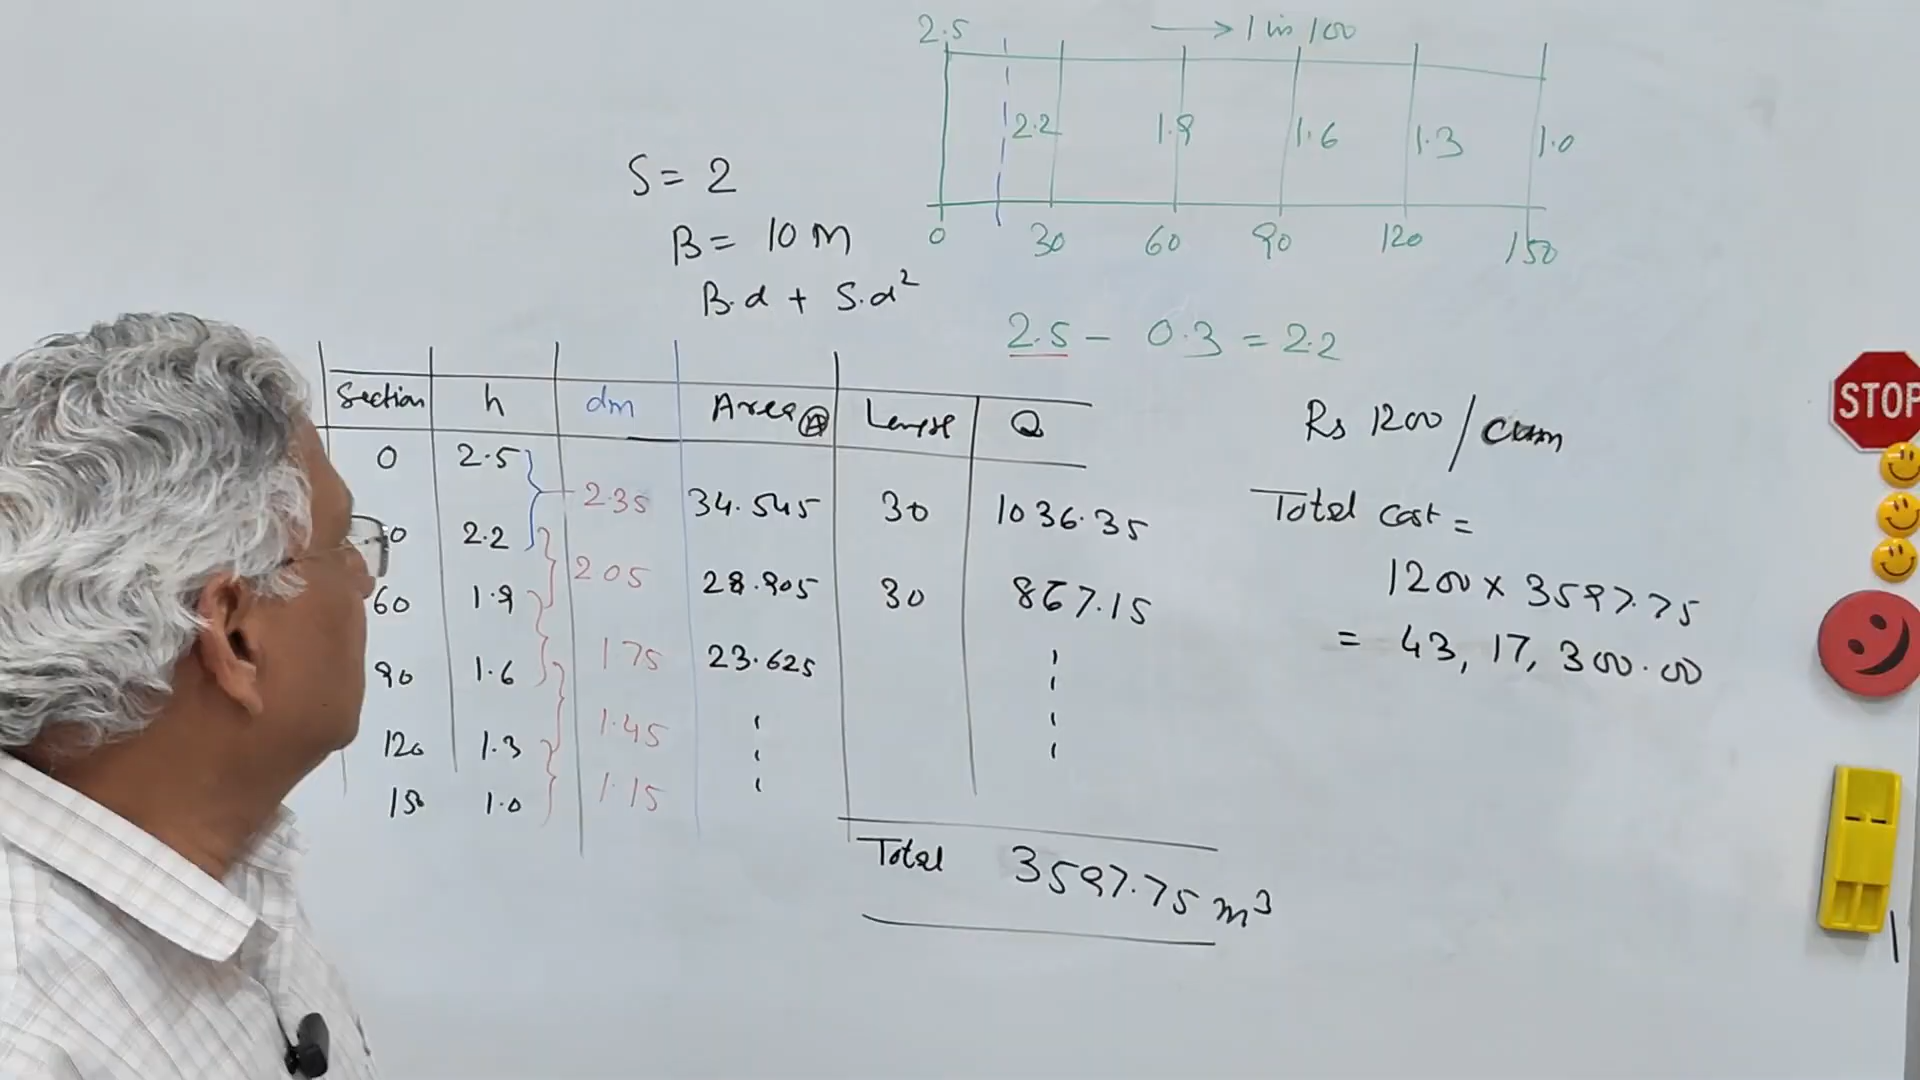 2.5 → 1 in 100
2.2 1.9 1.6 1.3 1.0
0 30 60 90 120 150
S = 2
B = 10 m
B.d + S.d²
2.5 - 0.3 = 2.2
Section h dm Area Q
0 2.5
2.35 34.545 30 1036.35
0 2.2
2.05 28.905 30 867.15
60 1.9
1.75 23.625
90 1.6
1.45
120 1.3
1.15
150 1.0
Total 3597.75 m³
Rs 1200 / cum
Total cost =
1200 x 3597.75
= 43,17,300.00
STOP